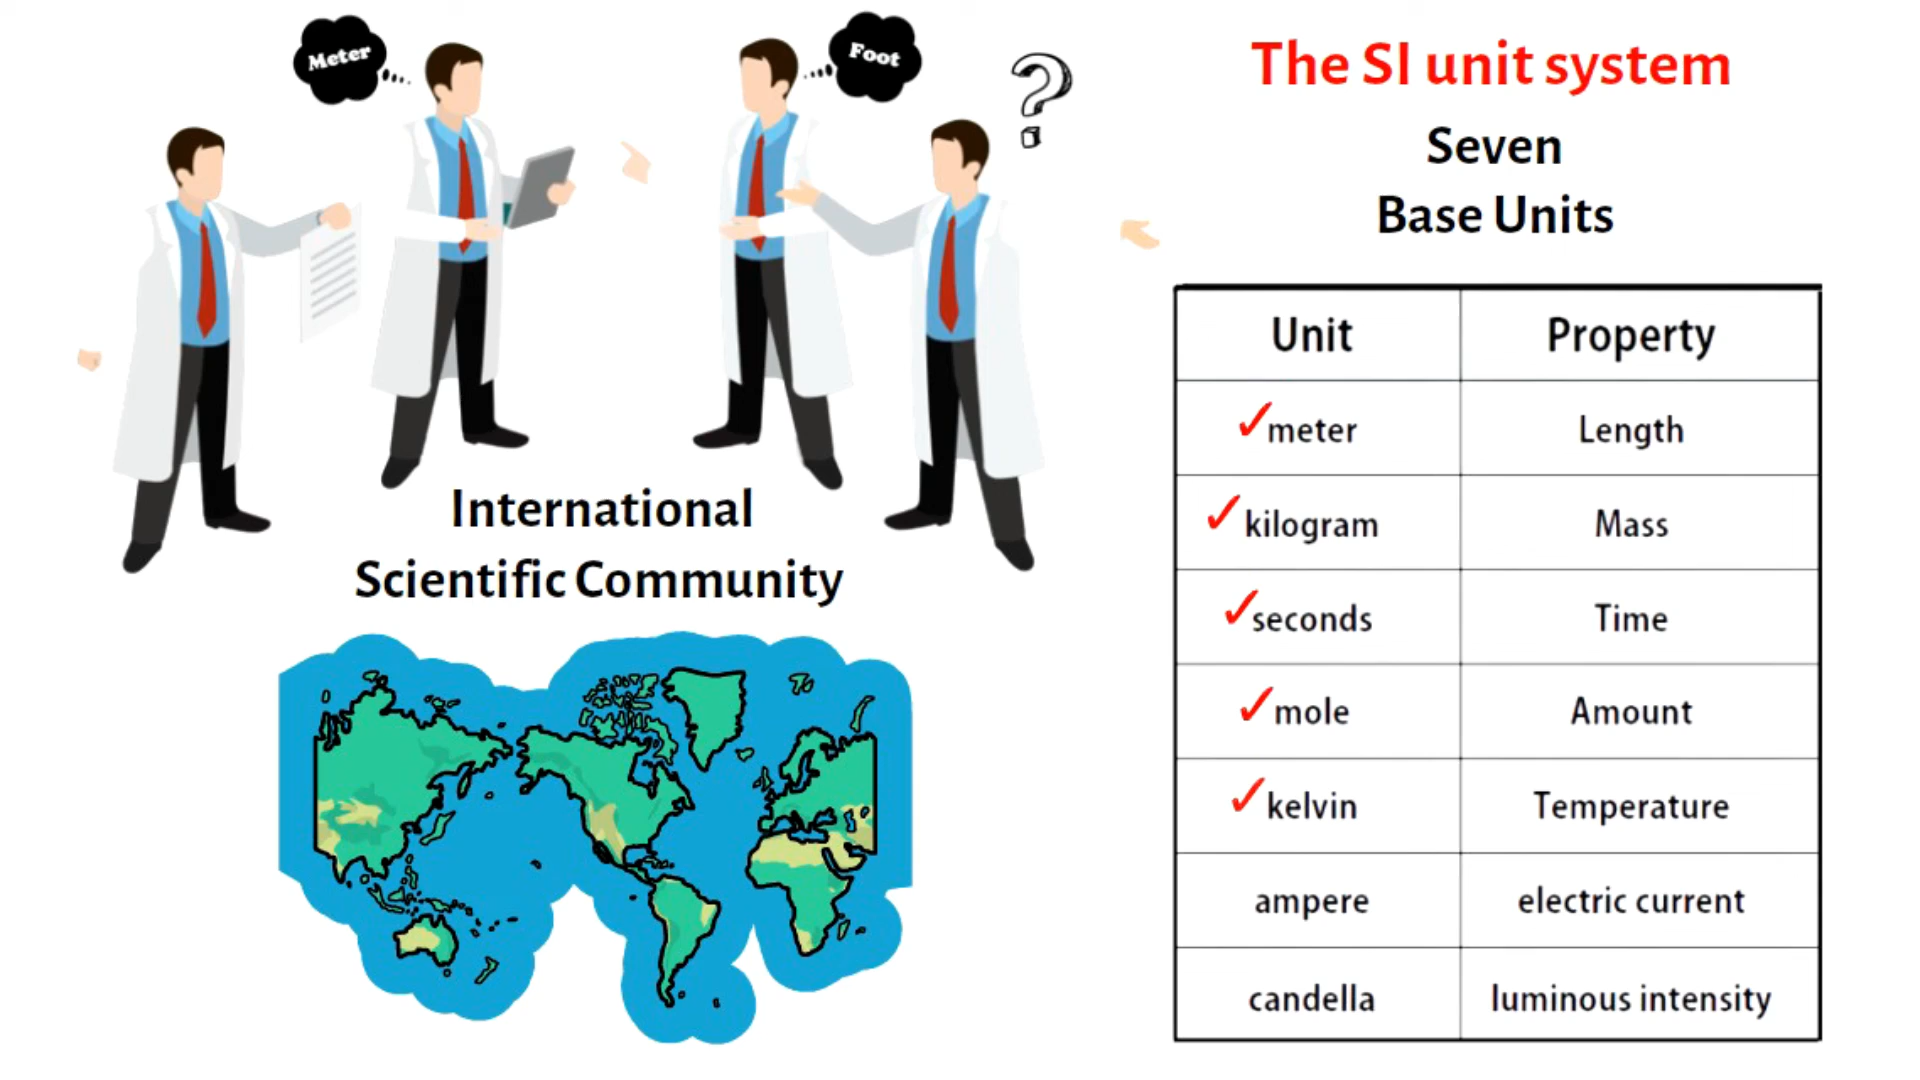 Meter
Foot
?
International
Scientific Community
The SI unit system
Seven
Base Units
Unit Property
✓meter Length
✓kilogram Mass
✓seconds Time
✓mole Amount
✓kelvin Temperature
ampere electric current
candella luminous intensity